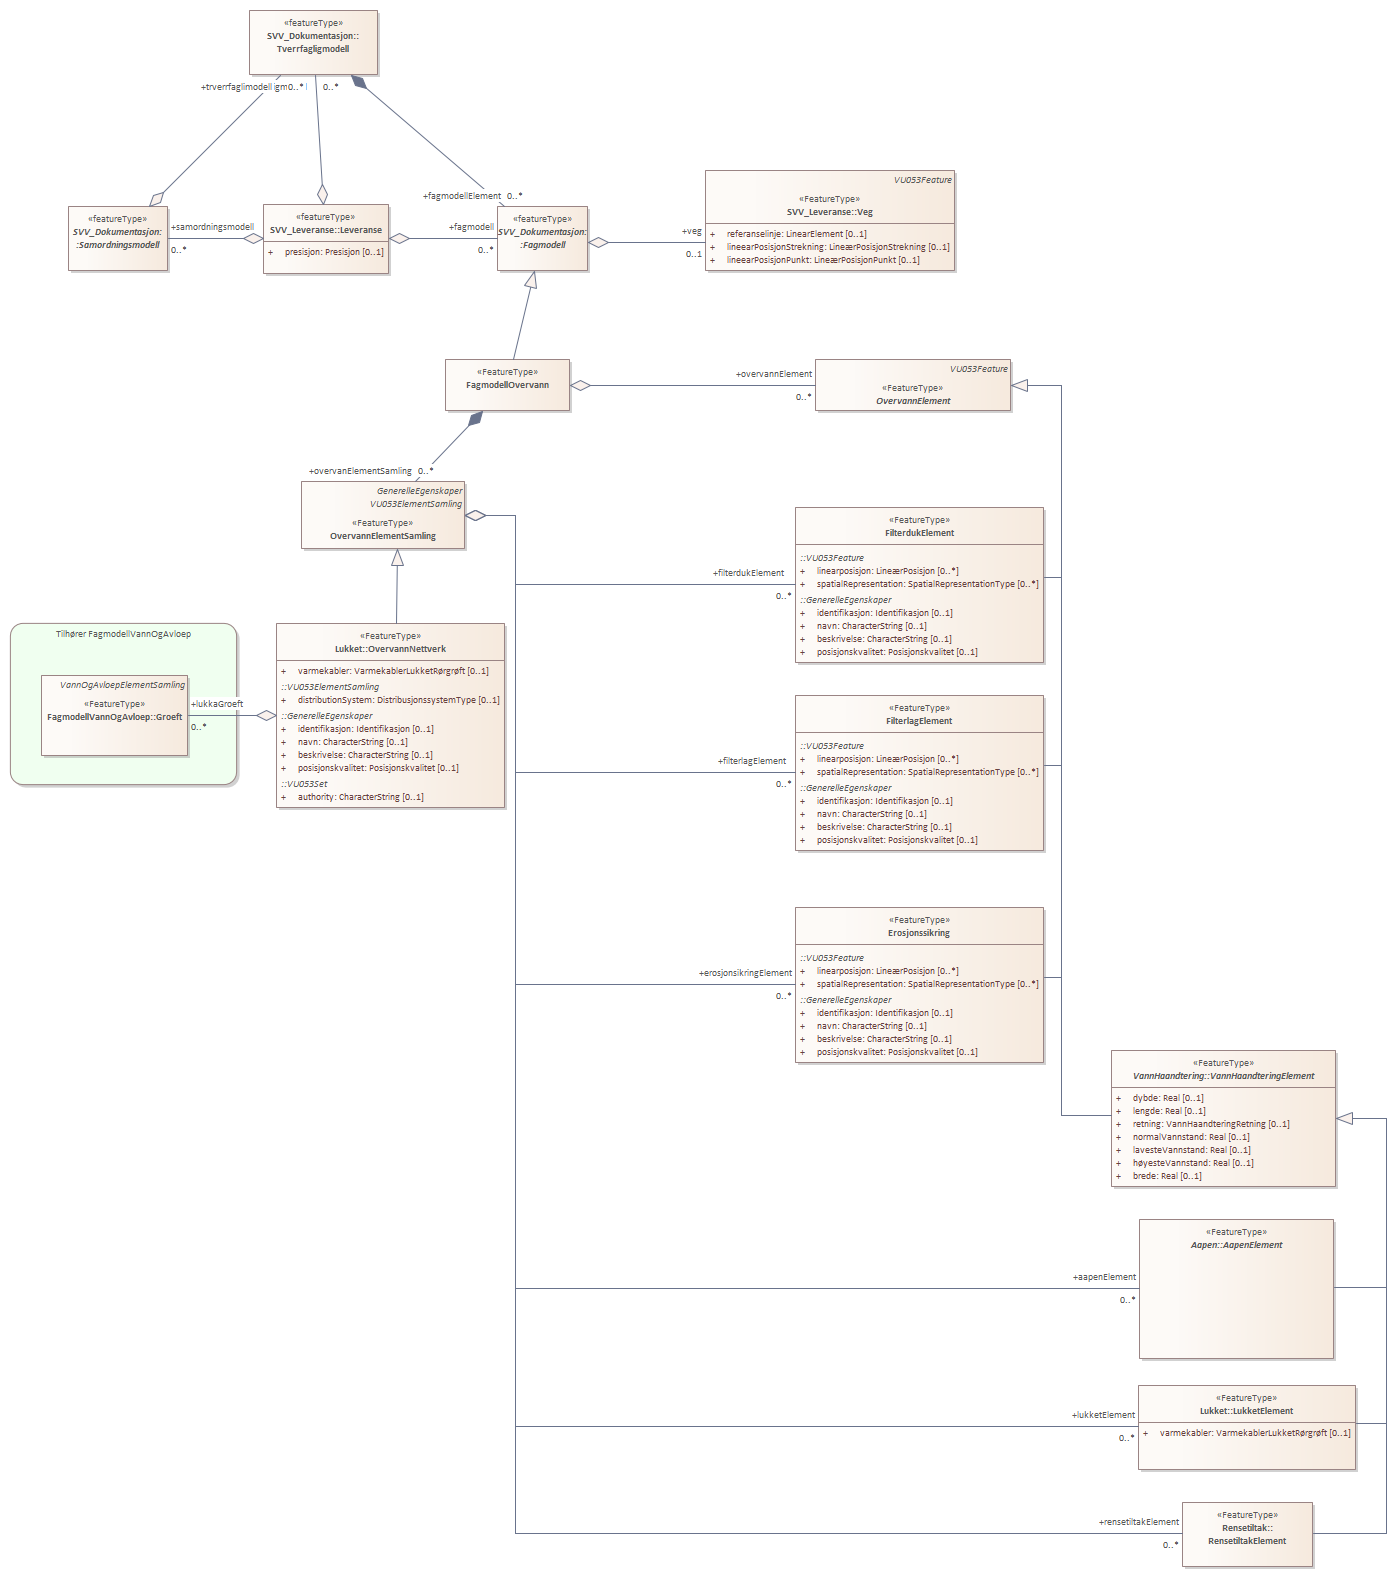 «featureType»
SVV_Dokumentasjon::
Tverrfagligmodell
+trverrfaglimodell igm0..* l
0..*
+fagmodellElement 0..*
«featureType»
SVV_Dokumentasjon:
:Samordningsmodell
+samordningsmodell
0..*
«featureType»
SVV_Leveranse::Leveranse
+ presisjon: Presisjon [0..1]
+fagmodell
0..*
«featureType»
SVV_Dokumentasjon:
:Fagmodell
+veg
0..1
VU053Feature
«FeatureType»
SVV_Leveranse::Veg
+ referanselinje: LinearElement [0..1]
+ lineearPosisjonStrekning: LineærPosisjonStrekning [0..1]
+ lineearPosisjonPunkt: LineærPosisjonPunkt [0..1]
«FeatureType»
FagmodellOvervann
+overvannElement
0..*
VU053Feature
«FeatureType»
OvervannElement
+overvanElementSamling 0..*
GenerelleEgenskaper
VU053ElementSamling
«FeatureType»
OvervannElementSamling
+filterdukElement
0..*
«FeatureType»
FilterdukElement
::VU053Feature
+ linearposisjon: LineærPosisjon [0..*]
+ spatialRepresentation: SpatialRepresentationType [0..*]
::GenerelleEgenskaper
+ identifikasjon: Identifikasjon [0..1]
+ navn: CharacterString [0..1]
+ beskrivelse: CharacterString [0..1]
+ posisjonskvalitet: Posisjonskvalitet [0..1]
Tilhører FagmodellVannOgAvloep
VannOgAvloepElementSamling
«FeatureType»
FagmodellVannOgAvloep::Groeft
+lukkaGroeft
0..*
«FeatureType»
Lukket::OvervannNettverk
+ varmekabler: VarmekablerLukketRørgrøft [0..1]
::VU053ElementSamling
+ distributionSystem: DistribusjonssystemType [0..1]
::GenerelleEgenskaper
+ identifikasjon: Identifikasjon [0..1]
+ navn: CharacterString [0..1]
+ beskrivelse: CharacterString [0..1]
+ posisjonskvalitet: Posisjonskvalitet [0..1]
::VU053Set
+ authority: CharacterString [0..1]
+filterlagElement
0..*
«FeatureType»
FilterlagElement
::VU053Feature
+ linearposisjon: LineærPosisjon [0..*]
+ spatialRepresentation: SpatialRepresentationType [0..*]
::GenerelleEgenskaper
+ identifikasjon: Identifikasjon [0..1]
+ navn: CharacterString [0..1]
+ beskrivelse: CharacterString [0..1]
+ posisjonskvalitet: Posisjonskvalitet [0..1]
+erosjonsikringElement
0..*
«FeatureType»
Erosjonssikring
::VU053Feature
+ linearposisjon: LineærPosisjon [0..*]
+ spatialRepresentation: SpatialRepresentationType [0..*]
::GenerelleEgenskaper
+ identifikasjon: Identifikasjon [0..1]
+ navn: CharacterString [0..1]
+ beskrivelse: CharacterString [0..1]
+ posisjonskvalitet: Posisjonskvalitet [0..1]
«FeatureType»
VannHaandtering::VannHaandteringElement
+ dybde: Real [0..1]
+ lengde: Real [0..1]
+ retning: VannHaandteringRetning [0..1]
+ normalVannstand: Real [0..1]
+ lavesteVannstand: Real [0..1]
+ høyesteVannstand: Real [0..1]
+ brede: Real [0..1]
+aapenElement
0..*
«FeatureType»
Aapen::AapenElement
+lukketElement
0..*
«FeatureType»
Lukket::LukketElement
+ varmekabler: VarmekablerLukketRørgrøft [0..1]
+rensetiltakElement
0..*
«FeatureType»
Rensetiltak::
RensetiltakElement